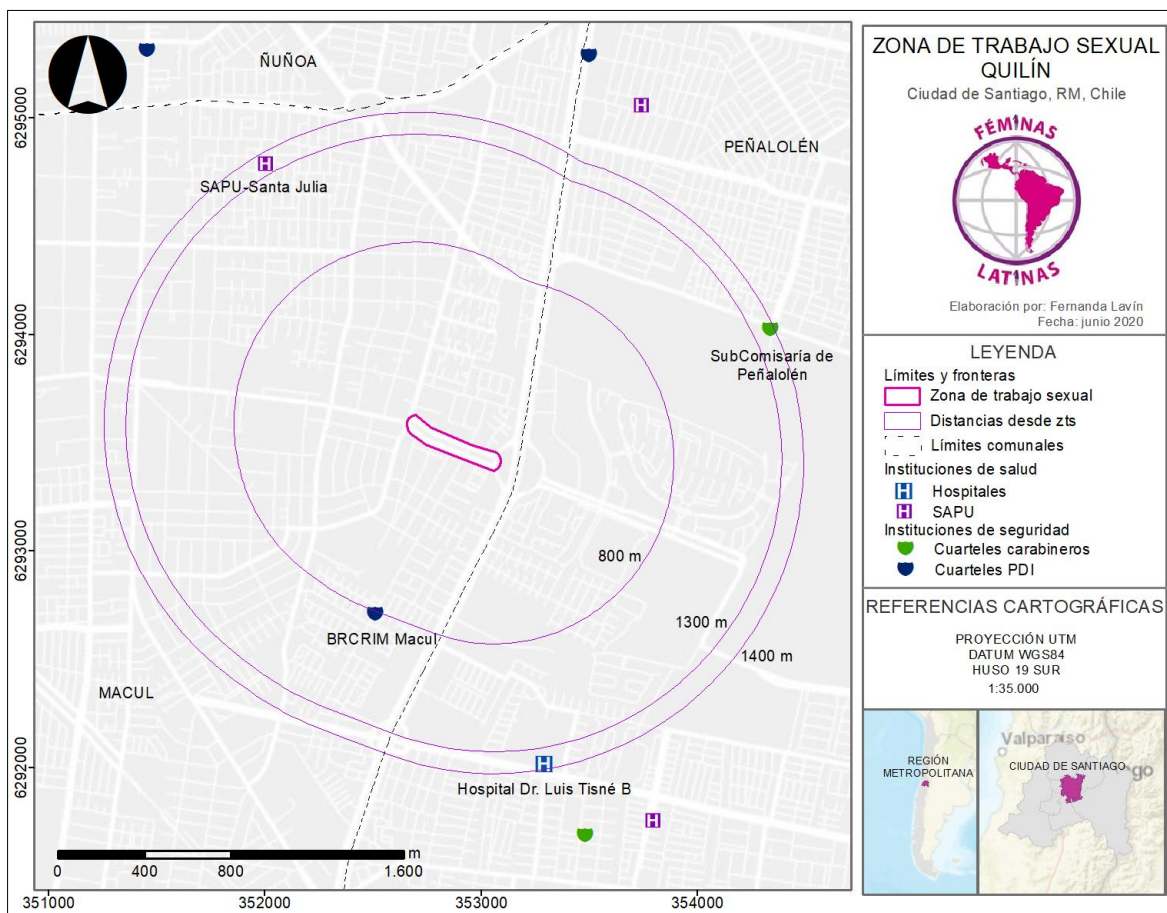 ÑUÑOA
PEÑALOLÉN
SAPU-Santa Julia
SubComisaría de
Peñalolén
800 m
1300 m
1400 m
BRCRIM Macul
MACUL
Hospital Dr. Luis Tisné B
m
0
400
800
1.600
6295000
6294000
6293000
6292000
351000
352000
353000
354000
ZONA DE TRABAJO SEXUAL
QUILÍN
Ciudad de Santiago, RM, Chile
FÉMINAS
LATINAS
Elaboración por: Fernanda Lavín
Fecha: junio 2020
LEYENDA
Límites y fronteras
Zona de trabajo sexual
Distancias desde zts
Límites comunales
Instituciones de salud
H Hospitales
H SAPU
Instituciones de seguridad
Cuarteles carabineros
Cuarteles PDI
REFERENCIAS CARTOGRÁFICAS
PROYECCIÓN UTM
DATUM WGS84
HUSO 19 SUR
1:35.000
REGIÓN
METROPOLITANA
Valparaiso
CIUDAD DE SANTIAGO